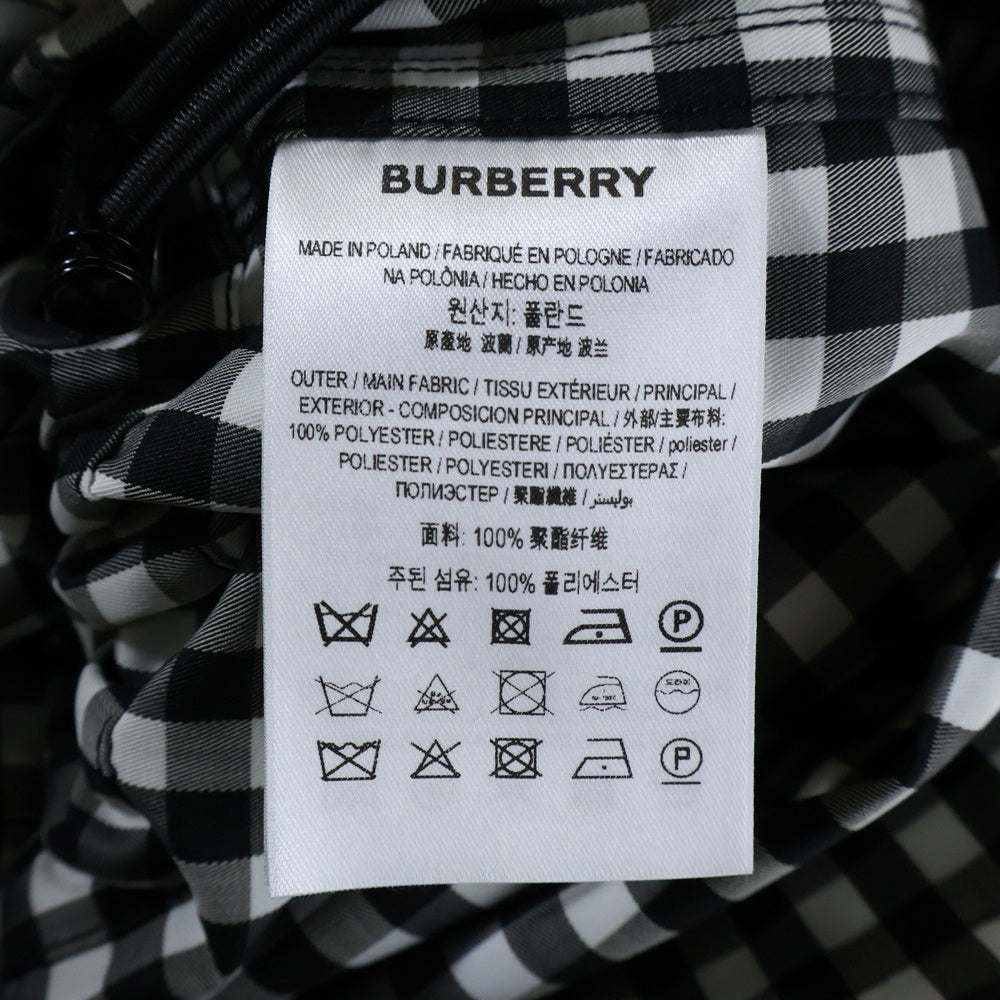 BURBERRY
MADE IN POLAND / FABRIQUÉ EN POLOGNE / FABRICADO
NA POLÔNIA / HECHO EN POLONIA
원산지: 폴란드
原產地 波蘭 / 原产地 波兰
OUTER / MAIN FABRIC / TISSU EXTÉRIEUR / PRINCIPAL /
EXTERIOR - COMPOSICION PRINCIPAL / 外部/主要布料:
100% POLYESTER / POLIESTERE / POLIÉSTER / poliester /
POLIESTER / POLYESTERI / ΠΟΛΥΕΣΤΕΡΑΣ /
ПОЛИЭСТЕР / 聚酯纖維 / بوليستر
面料: 100% 聚酯纤维
주된 섬유: 100% 폴리에스터
P
드라이
P